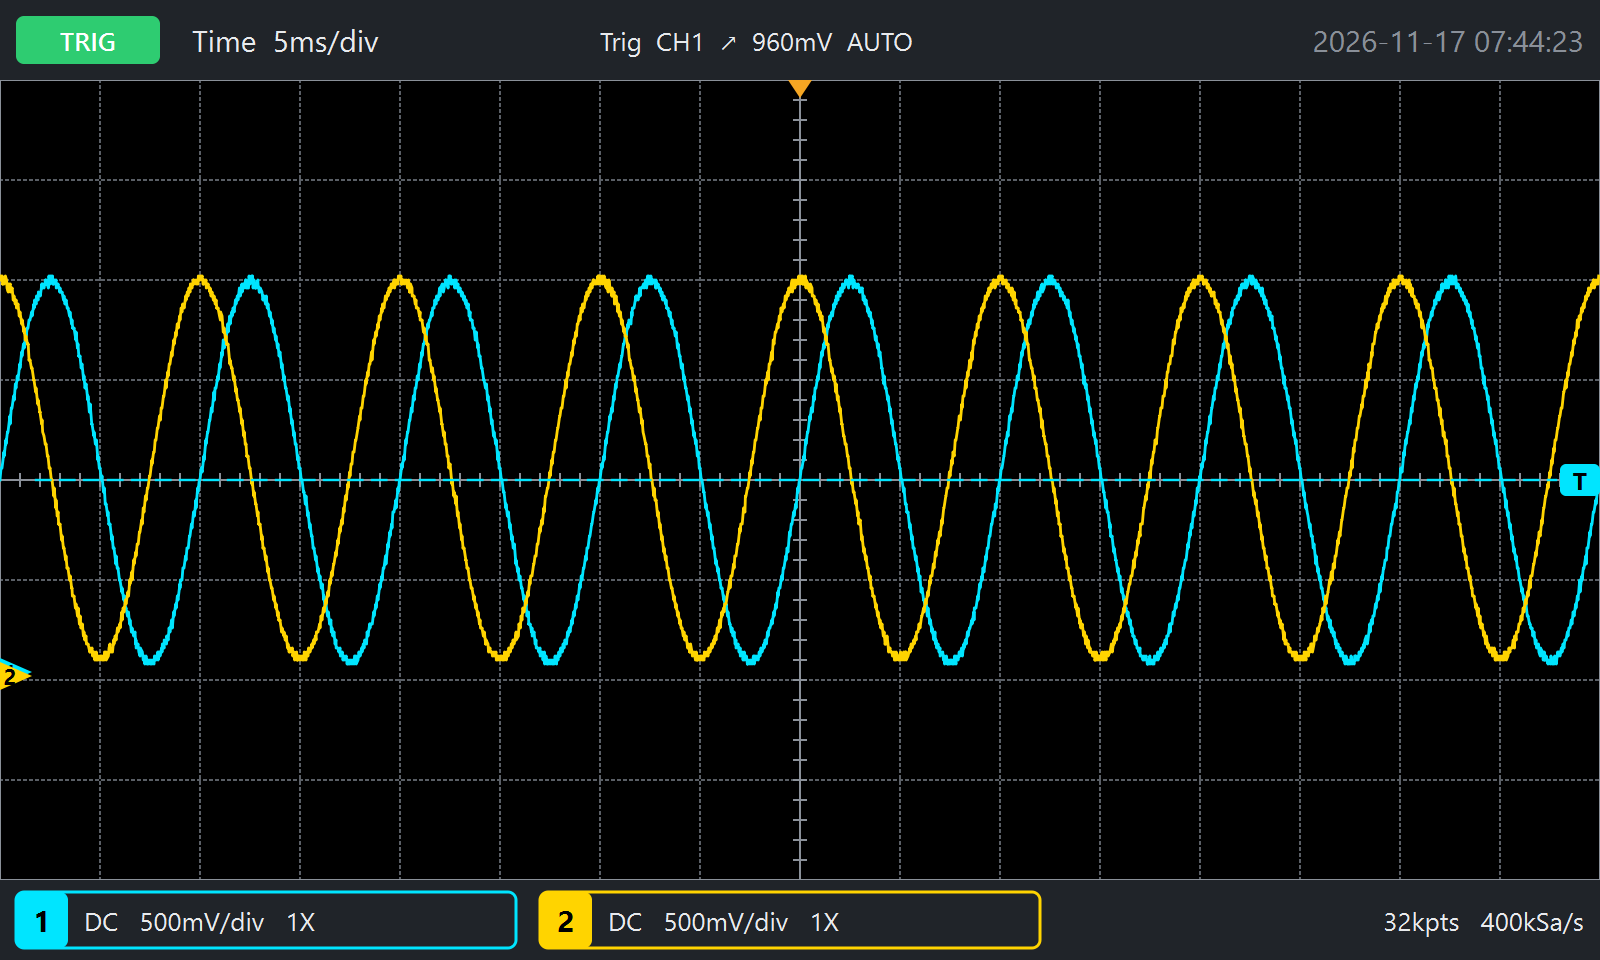 TRIG Time 5ms/div Trig CH1 ↗ 960mV AUTO 2026-11-17 07:44:23
T
2
1 DC 500mV/div 1X 2 DC 500mV/div 1X 32kpts 400kSa/s